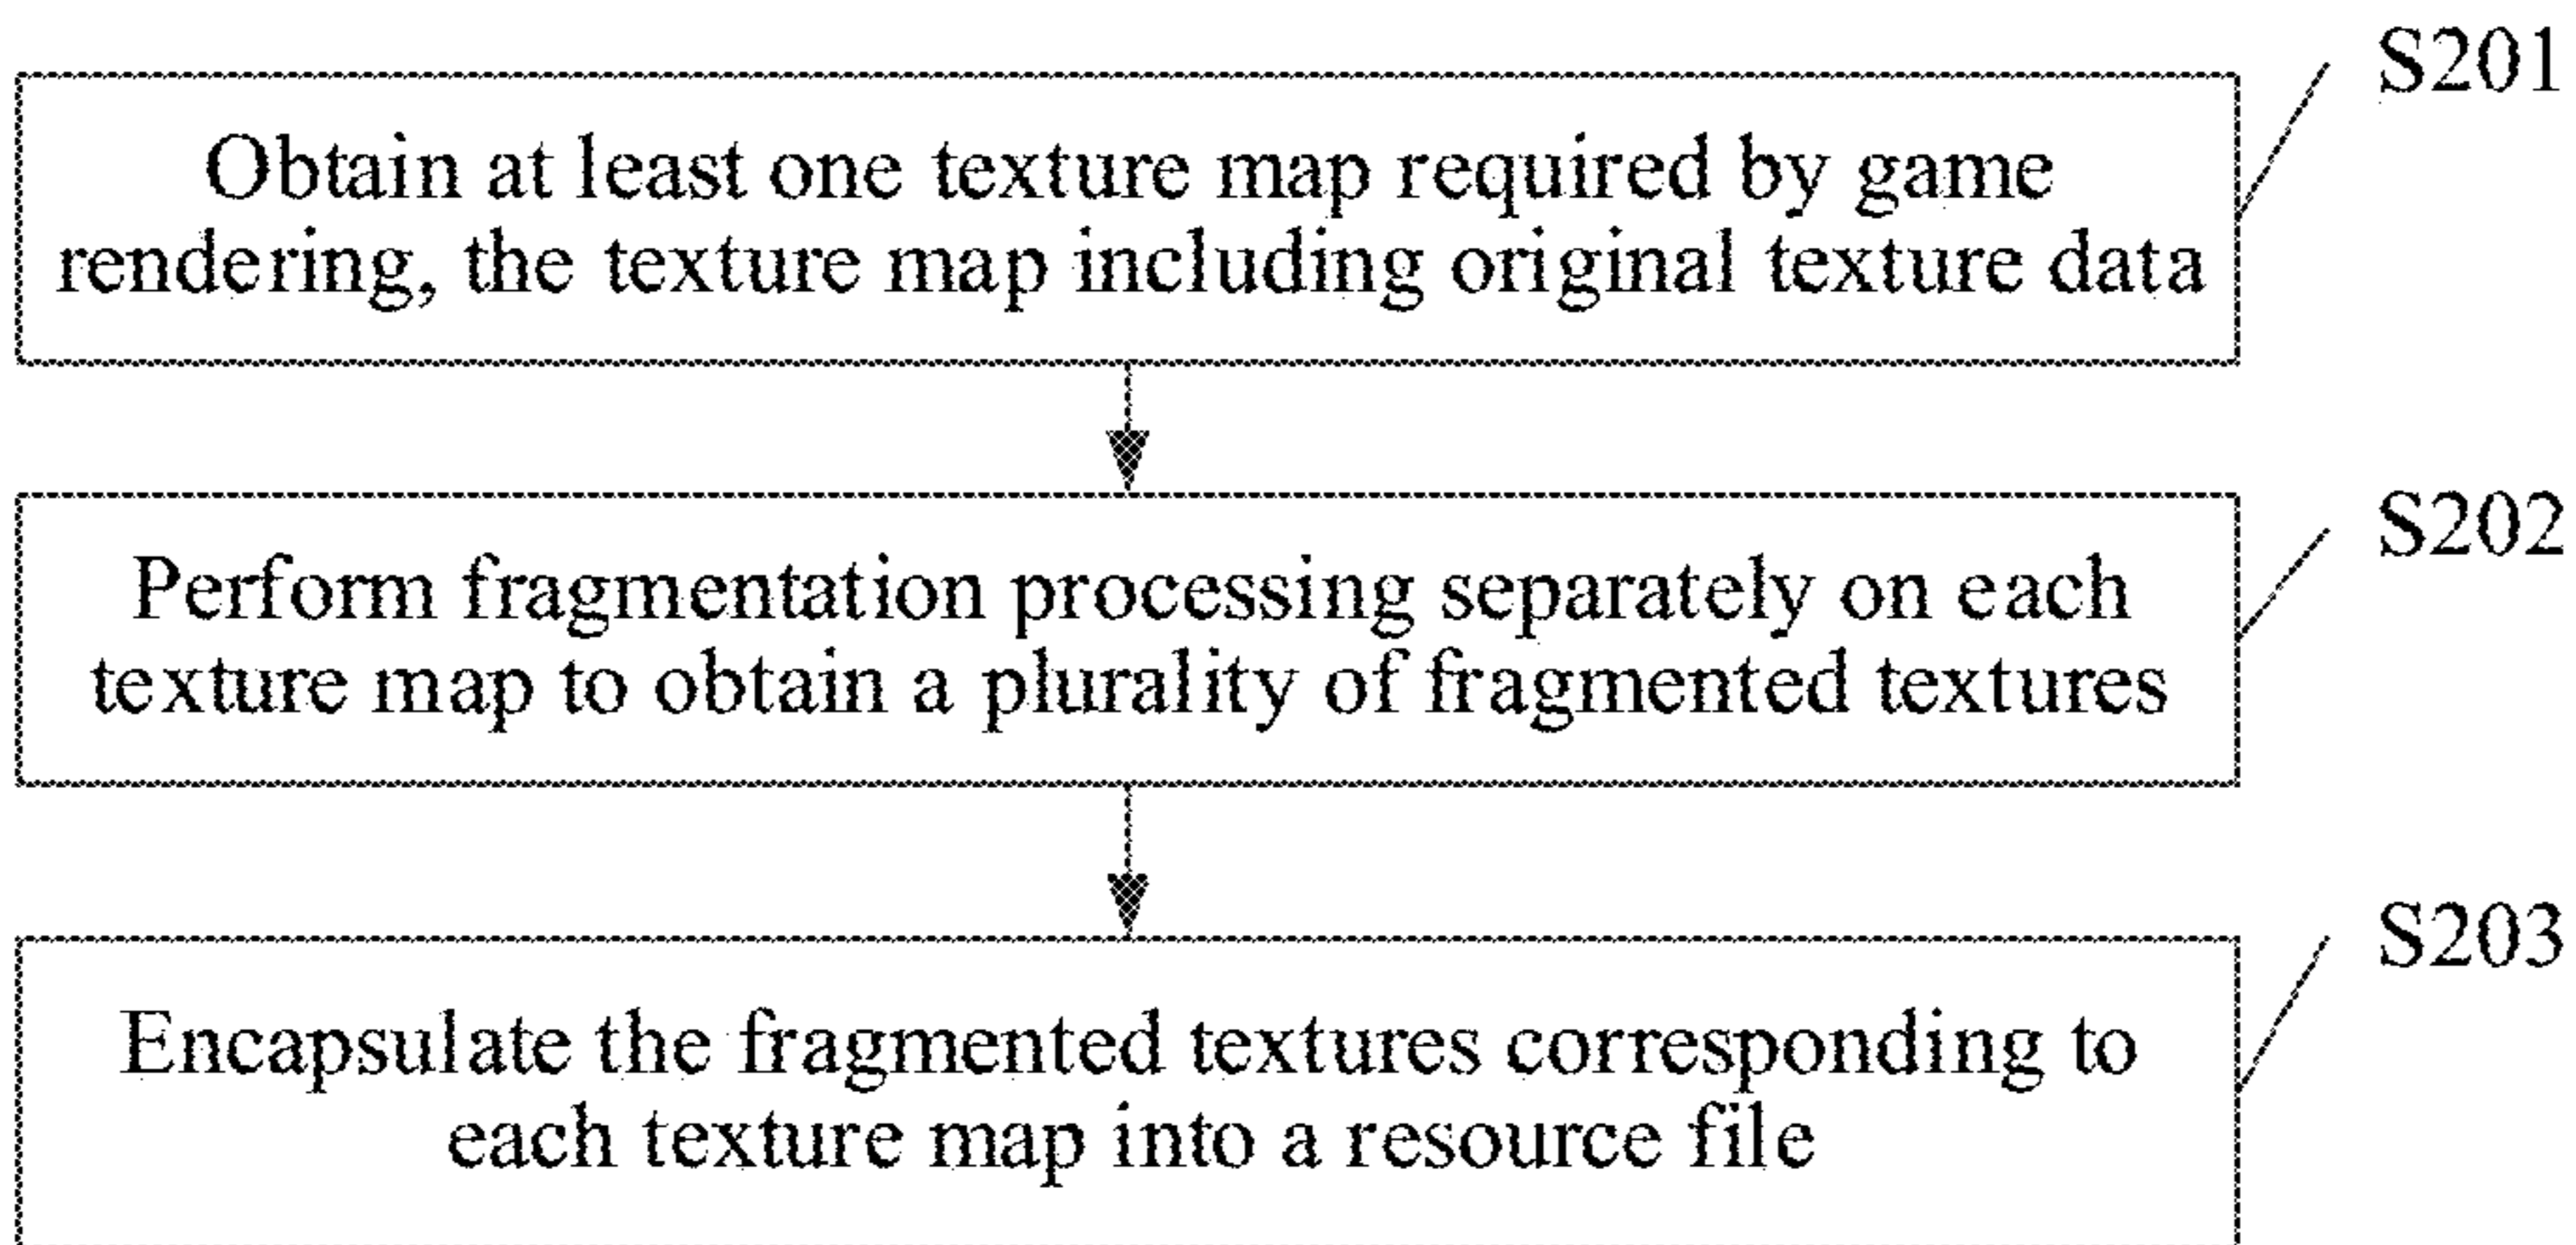 S201
Obtain at least one texture map required by game
rendering, the texture map including original texture data
S202
Perform fragmentation processing separately on each
texture map to obtain a plurality of fragmented textures
S203
Encapsulate the fragmented textures corresponding to
each texture map into a resource file